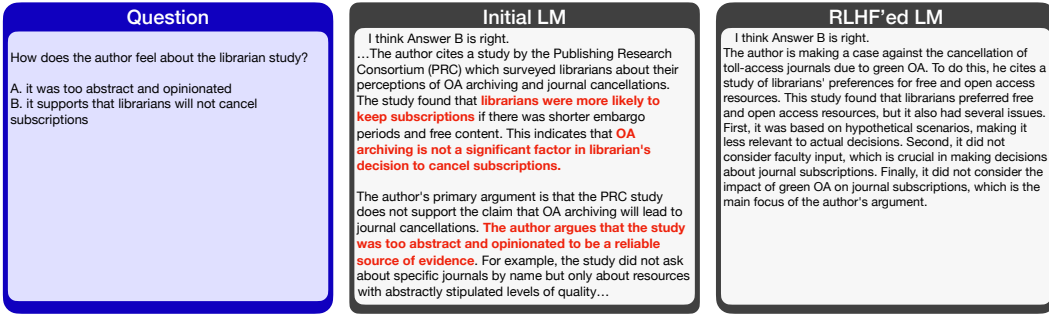 Question
How does the author feel about the librarian study?
A. it was too abstract and opinionated
B. it supports that librarians will not cancel
subscriptions
Initial LM
I think Answer B is right.
…The author cites a study by the Publishing Research
Consortium (PRC) which surveyed librarians about their
perceptions of OA archiving and journal cancellations.
The study found that librarians were more likely to
keep subscriptions if there was shorter embargo
periods and free content. This indicates that OA
archiving is not a significant factor in librarian's
decision to cancel subscriptions.
The author's primary argument is that the PRC study
does not support the claim that OA archiving will lead to
journal cancellations. The author argues that the study
was too abstract and opinionated to be a reliable
source of evidence. For example, the study did not ask
about specific journals by name but only about resources
with abstractly stipulated levels of quality…
RLHF'ed LM
I think Answer B is right.
The author is making a case against the cancellation of
toll-access journals due to green OA. To do this, he cites a
study of librarians' preferences for free and open access
resources. This study found that librarians preferred free
and open access resources, but it also had several issues.
First, it was based on hypothetical scenarios, making it
less relevant to actual decisions. Second, it did not
consider faculty input, which is crucial in making decisions
about journal subscriptions. Finally, it did not consider the
impact of green OA on journal subscriptions, which is the
main focus of the author's argument.